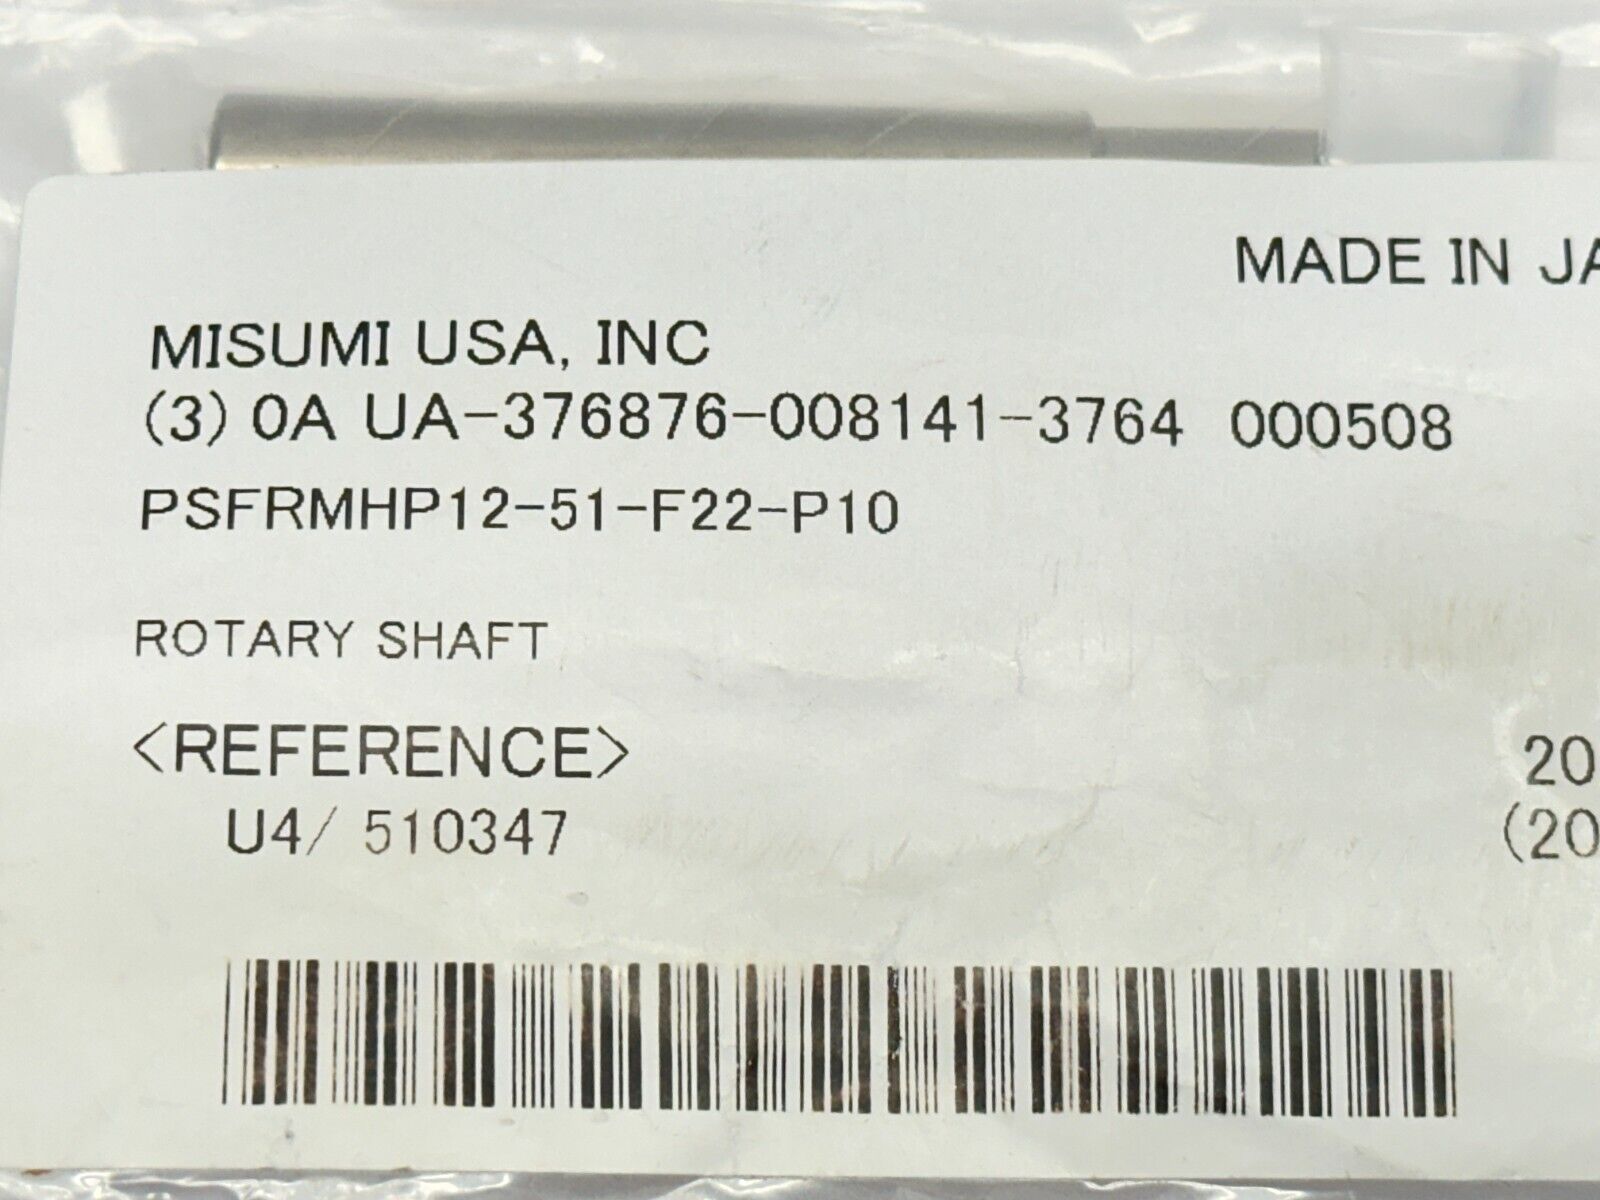 MADE IN
MISUMI USA, INC
(3) 0A UA-376876-008141-3764 000508
PSFRMHP12-51-F22-P10
ROTARY SHAFT
<REFERENCE>
20
U4/ 510347
(20